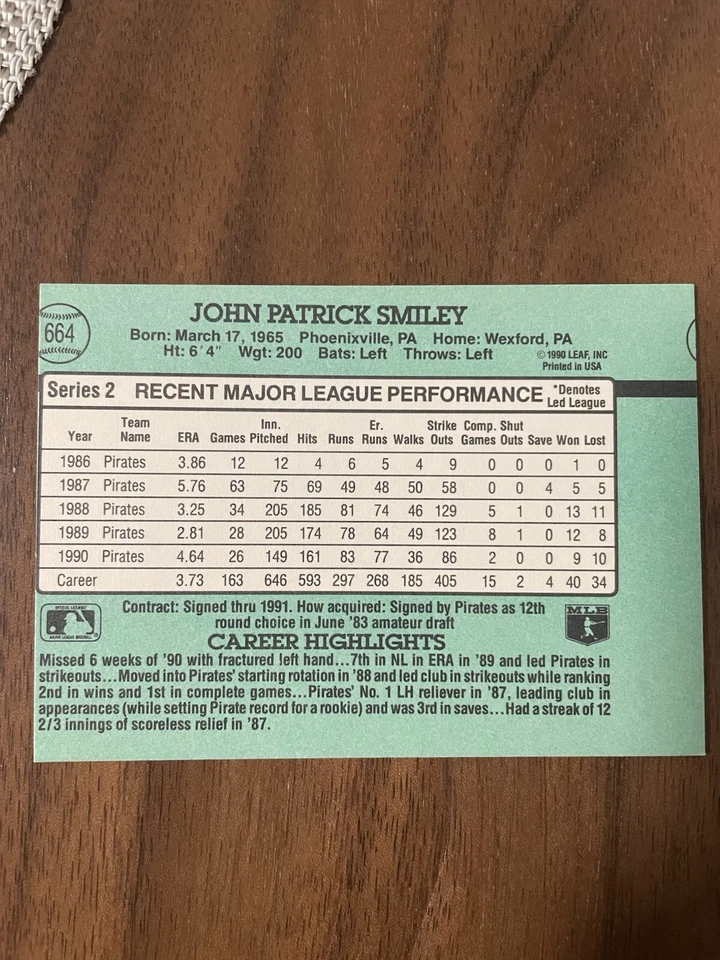 664
JOHN PATRICK SMILEY
Born: March 17, 1965 Phoenixville, PA Home: Wexford, PA
Ht: 6'4" Wgt: 200 Bats: Left Throws: Left
© 1990 LEAF, INC
Printed in USA
Series 2 RECENT MAJOR LEAGUE PERFORMANCE *Denotes Led League
Year Team Name ERA Games Inn. Pitched Hits Runs Er. Runs Walks Strike Outs Comp. Games Shut Outs Save Won Lost
1986 Pirates 3.86 12 12 4 6 5 4 9 0 0 0 1 0
1987 Pirates 5.76 63 75 69 49 48 50 58 0 0 4 5 5
1988 Pirates 3.25 34 205 185 81 74 46 129 5 1 0 13 11
1989 Pirates 2.81 28 205 174 78 64 49 123 8 1 0 12 8
1990 Pirates 4.64 26 149 161 83 77 36 86 2 0 0 9 10
Career 3.73 163 646 593 297 268 185 405 15 2 4 40 34
Contract: Signed thru 1991. How acquired: Signed by Pirates as 12th
round choice in June '83 amateur draft
MLB
CAREER HIGHLIGHTS
Missed 6 weeks of '90 with fractured left hand...7th in NL in ERA in '89 and led Pirates in
strikeouts...Moved into Pirates' starting rotation in '88 and led club in strikeouts while ranking
2nd in wins and 1st in complete games...Pirates' No. 1 LH reliever in '87, leading club in
appearances (while setting Pirate record for a rookie) and was 3rd in saves...Had a streak of 12
2/3 innings of scoreless relief in '87.